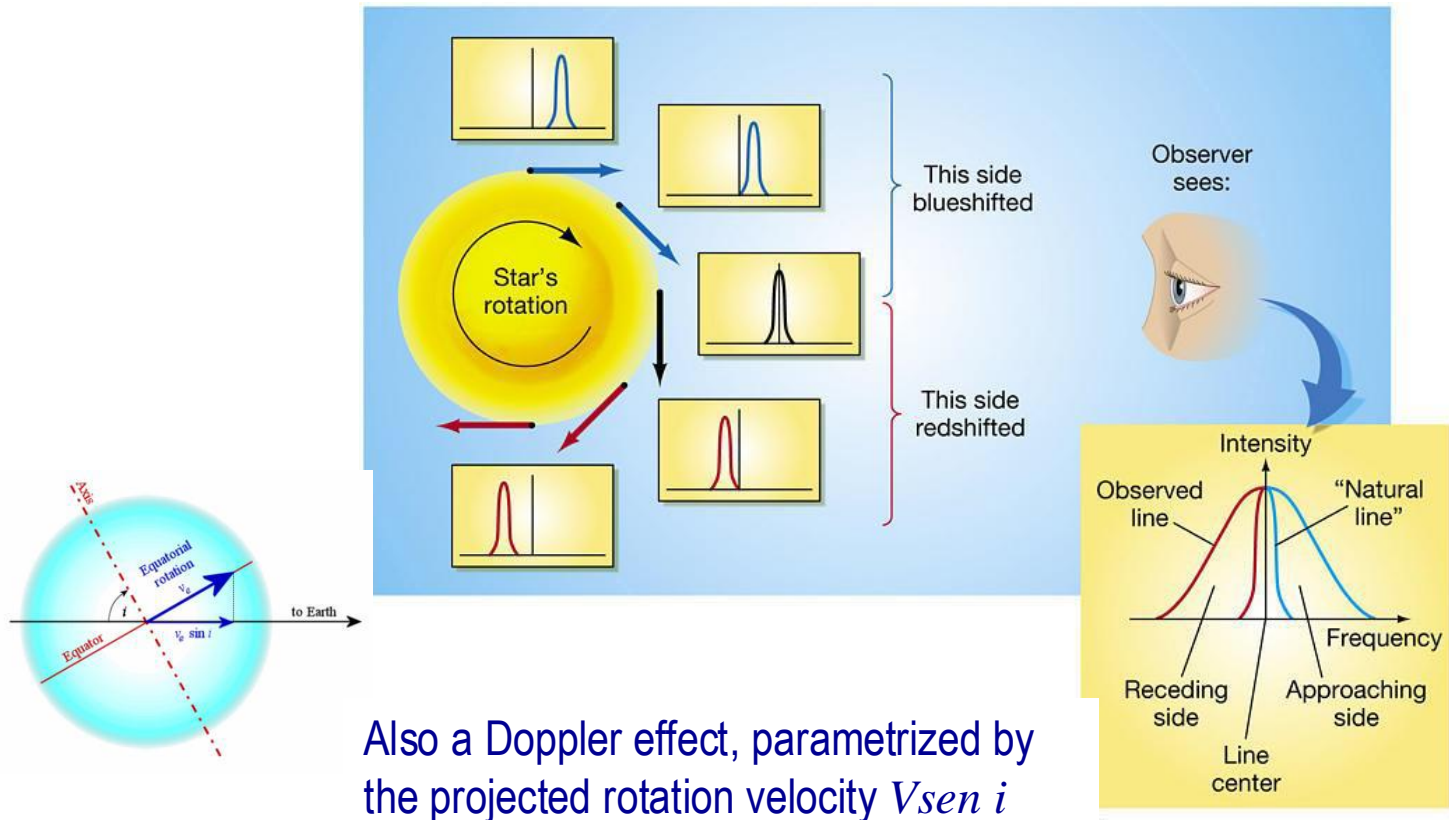 This side
blueshifted
Observer
sees:
Star's
rotation
This side
redshifted
Intensity
Observed
line
"Natural
line"
Frequency
Receding
side
Approaching
side
Line
center
Axis
Equatorial
rotation
vₑ
i
to Earth
vₑ sin i
Equator
Also a Doppler effect, parametrized by
the projected rotation velocity Vsen i